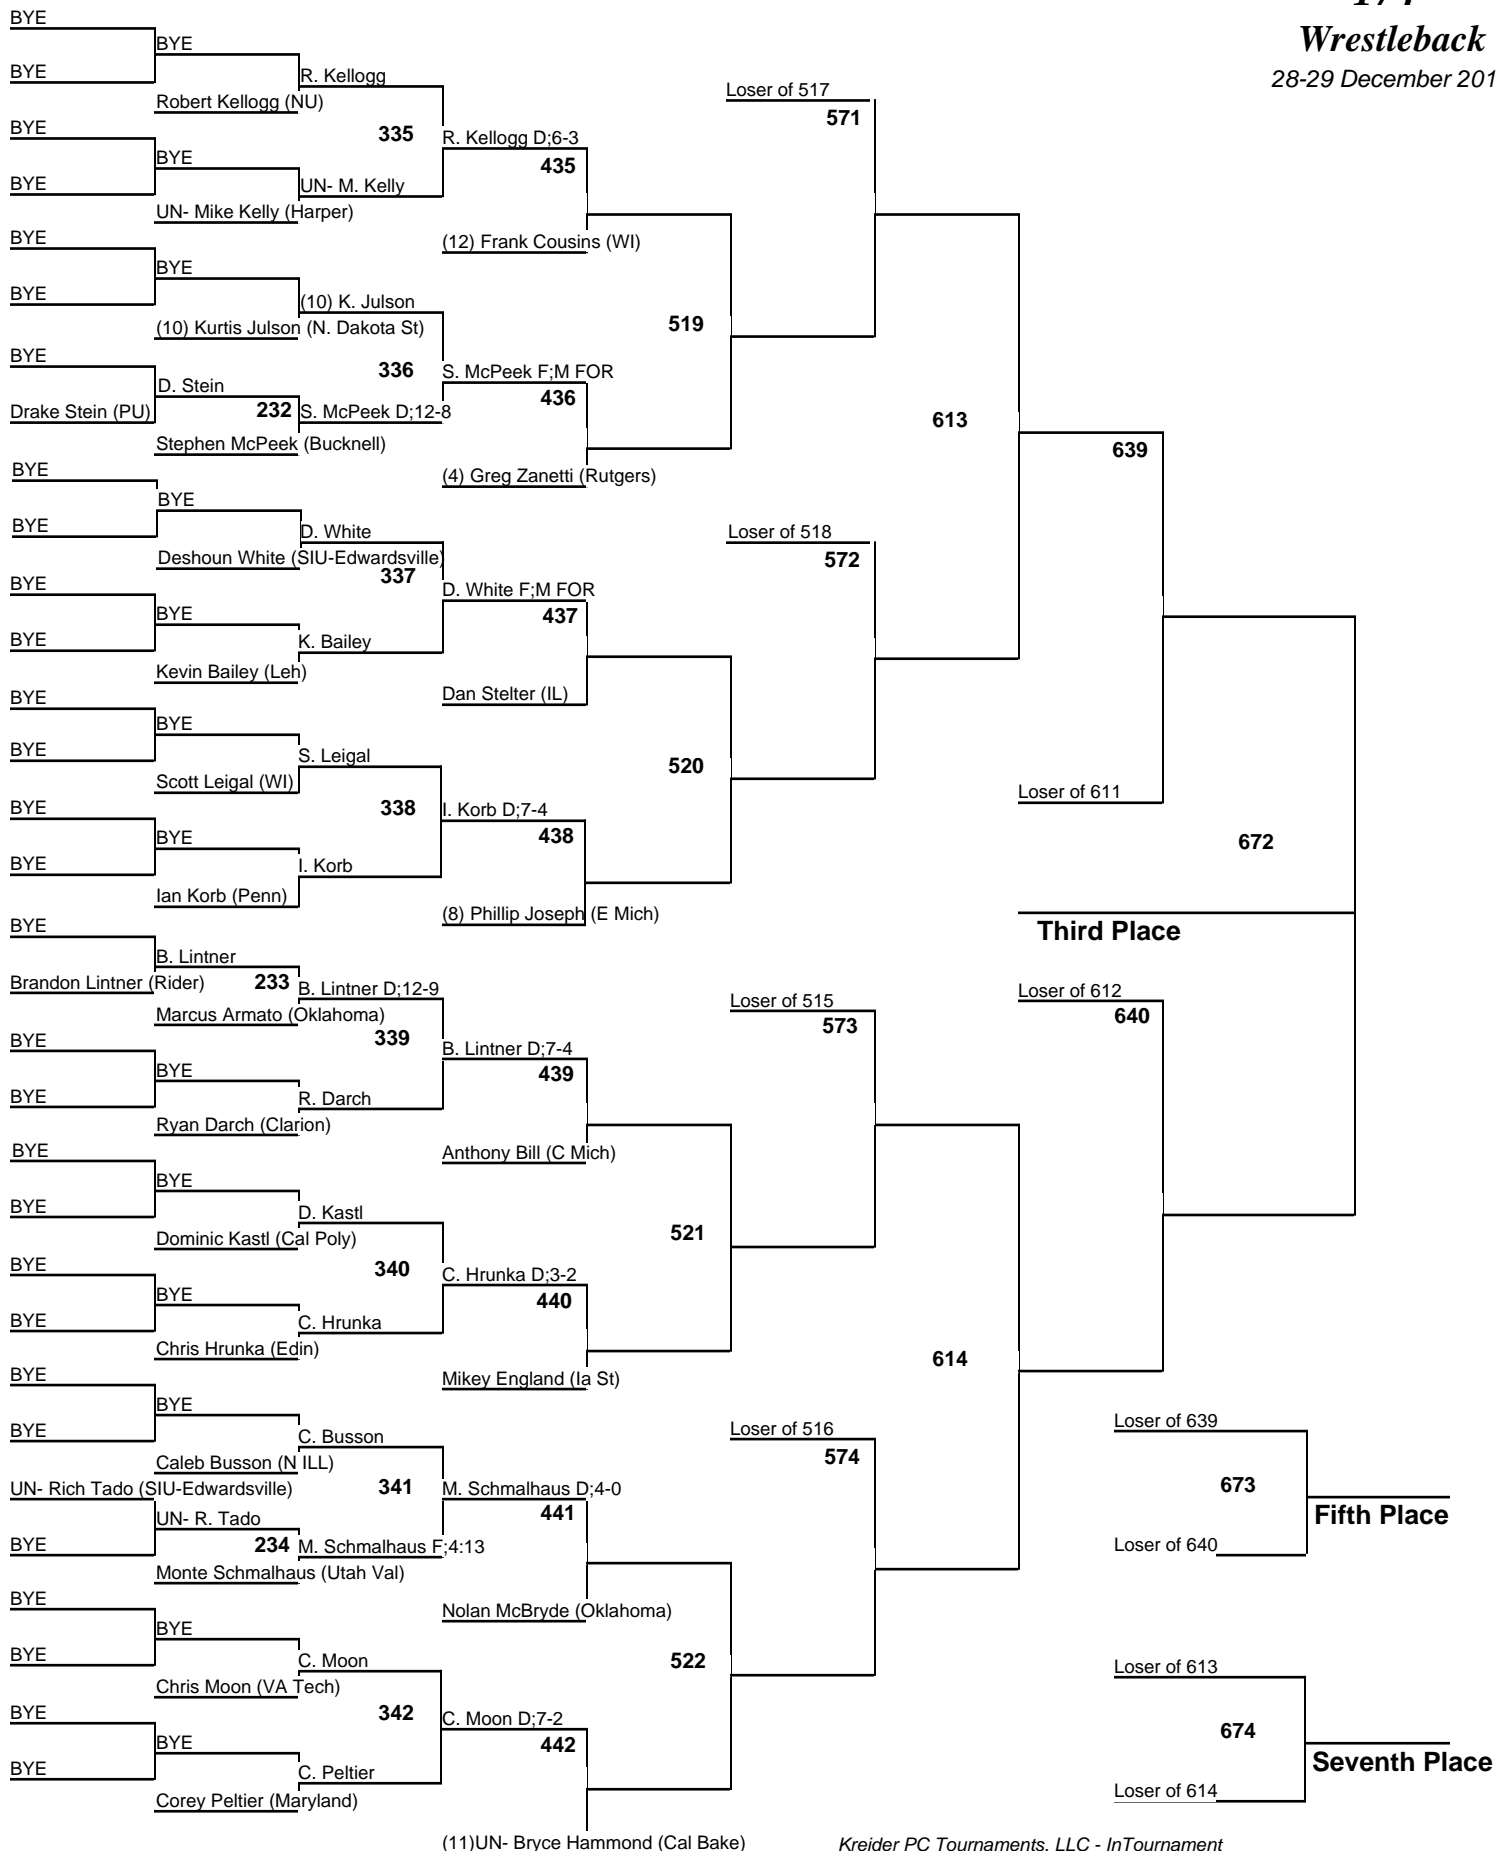 Wrestleback
28-29 December 201
BYE
BYE
BYE
R. Kellogg
Robert Kellogg (NU)
335
BYE
BYE
BYE
UN- M. Kelly
UN- Mike Kelly (Harper)
R. Kellogg D;6-3
435
(12) Frank Cousins (WI)
BYE
BYE
BYE
(10) K. Julson
(10) Kurtis Julson (N. Dakota St)
336
BYE
D. Stein
Drake Stein (PU)
232
S. McPeek D;12-8
Stephen McPeek (Bucknell)
S. McPeek F;M FOR
436
(4) Greg Zanetti (Rutgers)
519
Loser of 517
571
BYE
BYE
BYE
D. White
Deshoun White (SIU-Edwardsville)
337
BYE
BYE
BYE
K. Bailey
Kevin Bailey (Leh)
D. White F;M FOR
437
Dan Stelter (IL)
BYE
BYE
BYE
S. Leigal
Scott Leigal (WI)
338
BYE
BYE
BYE
I. Korb
Ian Korb (Penn)
I. Korb D;7-4
438
(8) Phillip Joseph (E Mich)
520
Loser of 518
572
613
639
Loser of 611
672
Third Place
BYE
B. Lintner
Brandon Lintner (Rider)
233
B. Lintner D;12-9
Marcus Armato (Oklahoma)
339
BYE
BYE
BYE
R. Darch
Ryan Darch (Clarion)
B. Lintner D;7-4
439
Anthony Bill (C Mich)
BYE
BYE
BYE
D. Kastl
Dominic Kastl (Cal Poly)
340
BYE
BYE
BYE
C. Hrunka
Chris Hrunka (Edin)
C. Hrunka D;3-2
440
Mikey England (Ia St)
521
Loser of 515
573
Loser of 612
640
BYE
BYE
BYE
C. Busson
Caleb Busson (N ILL)
341
UN- Rich Tado (SIU-Edwardsville)
UN- R. Tado
BYE
234
M. Schmalhaus F;4:13
Monte Schmalhaus (Utah Val)
M. Schmalhaus D;4-0
441
Nolan McBryde (Oklahoma)
BYE
BYE
BYE
C. Moon
Chris Moon (VA Tech)
342
BYE
BYE
BYE
C. Peltier
Corey Peltier (Maryland)
C. Moon D;7-2
442
(11)UN- Bryce Hammond (Cal Bake)
522
Loser of 516
574
614
Loser of 639
673
Fifth Place
Loser of 640
Loser of 613
674
Seventh Place
Loser of 614
Kreider PC Tournaments, LLC - InTournament